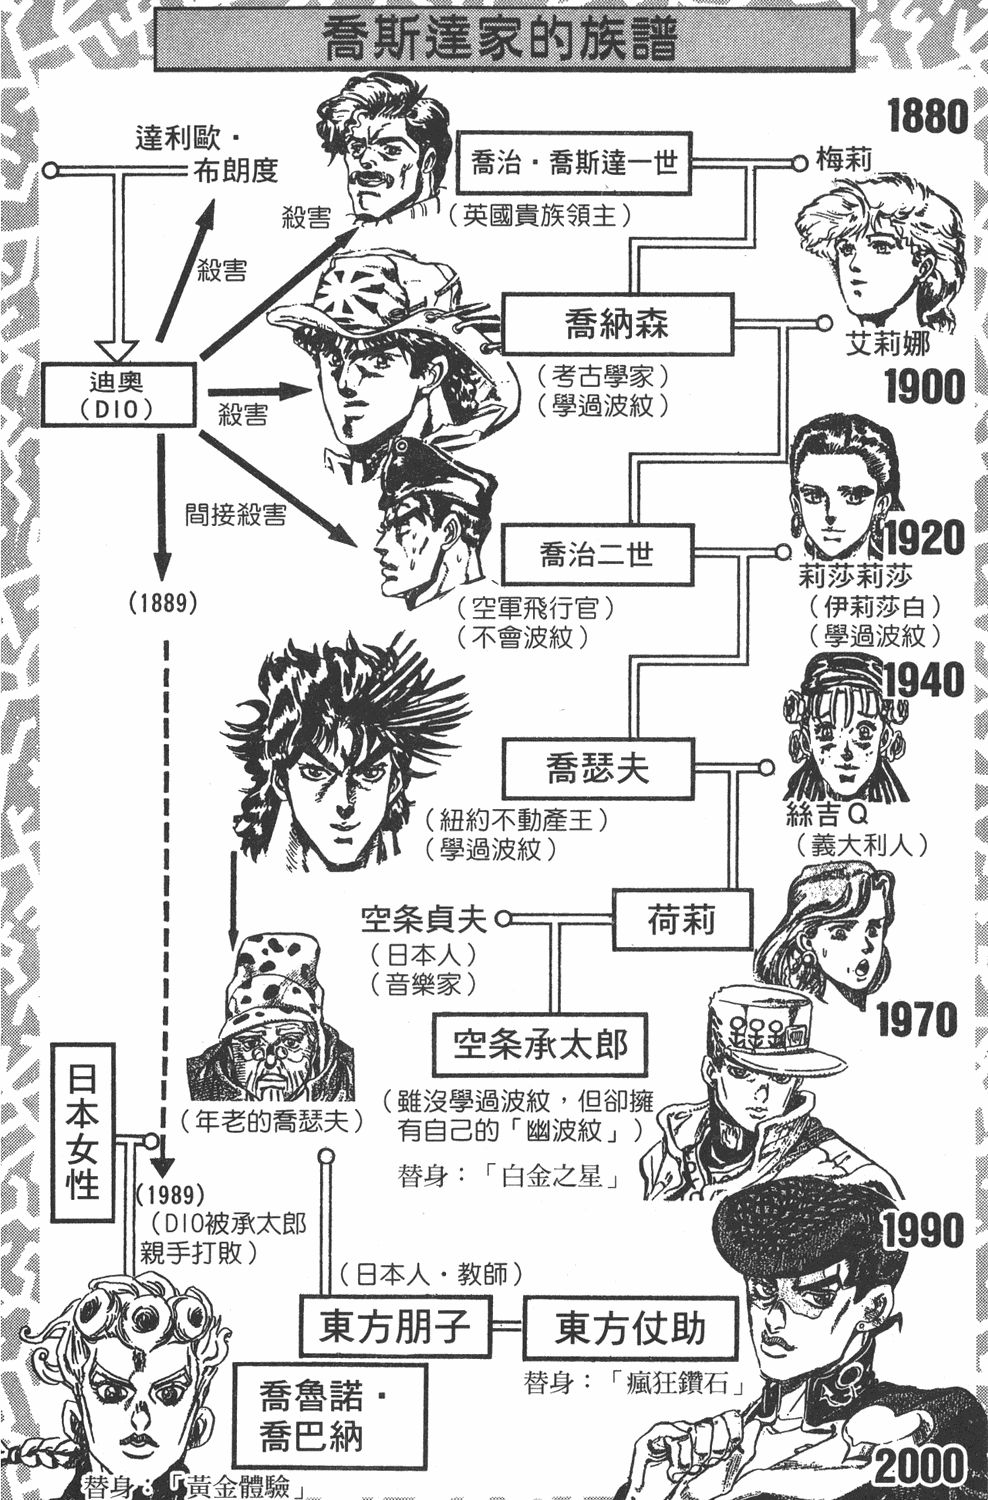 喬斯達家的族譜
1880
達利歐・
布朗度
殺害
殺害
喬治・喬斯達一世
(英國貴族領主)
梅莉
喬納森
(考古學家)
(學過波紋)
艾莉娜
1900
迪奧
(DIO)
殺害
間接殺害
(1889)
喬治二世
(空軍飛行官)
(不會波紋)
1920
莉莎莉莎
(伊莉莎白)
(學過波紋)
1940
喬瑟夫
(紐約不動產王)
(學過波紋)
絲吉Q
(義大利人)
空条貞夫
(日本人)
(音樂家)
荷莉
1970
空条承太郎
(雖沒學過波紋,但卻擁
有自己的「幽波紋」)
替身:「白金之星」
(年老的喬瑟夫)
日本女性
(1989)
(DIO被承太郎
親手打敗)
1990
(日本人・教師)
東方朋子
東方仗助
替身:「瘋狂鑽石」
喬魯諾・
喬巴納
替身:「黃金體驗」
2000